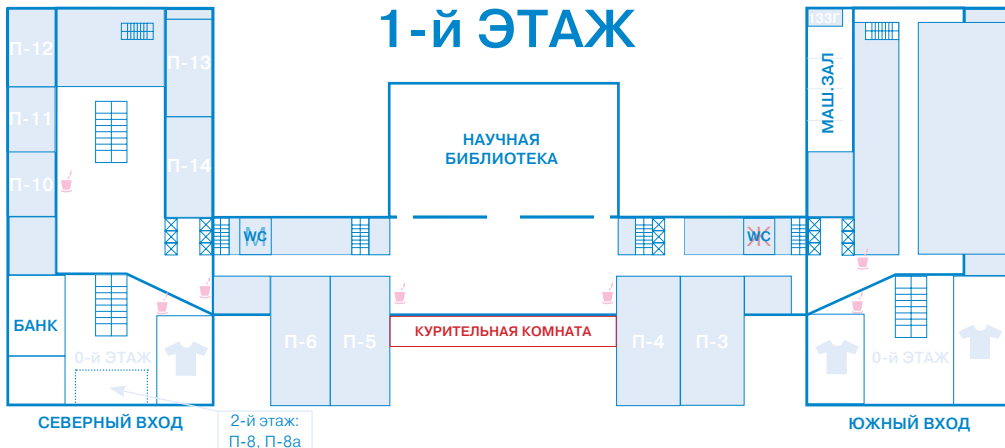 1-й ЭТАЖ
П-12
П-13
133Г
П-11
МАШ.ЗАЛ
НАУЧНАЯ
БИБЛИОТЕКА
П-14
П-10
М
WC
Ж
WC
БАНК
КУРИТЕЛЬНАЯ КОМНАТА
П-6
П-5
П-4
П-3
0-й ЭТАЖ
0-й ЭТАЖ
СЕВЕРНЫЙ ВХОД
2-й этаж:
П-8, П-8а
ЮЖНЫЙ ВХОД